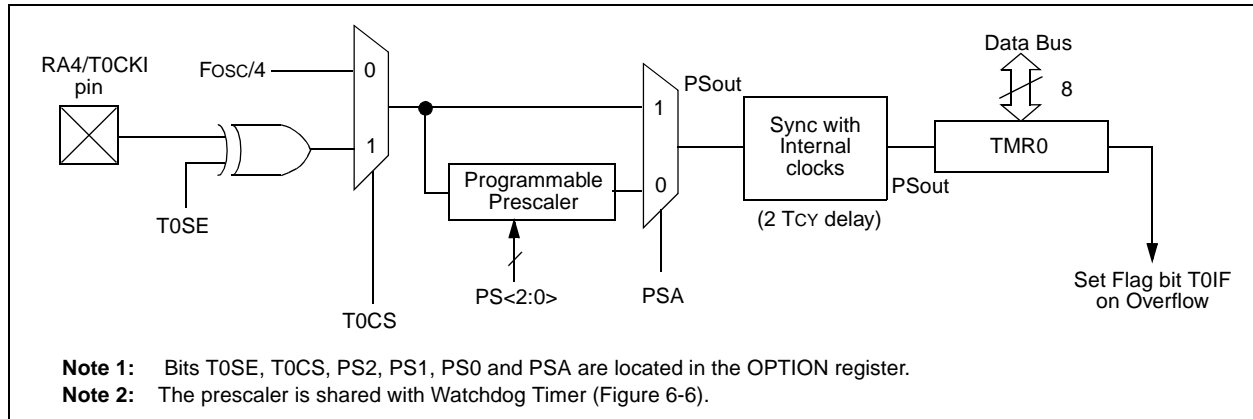 RA4/T0CKI
pin
FOSC/4
0
1
T0SE
T0CS
Programmable
Prescaler
PS<2:0>
1
0
PSA
PSout
Sync with
Internal
clocks
(2 TCY delay)
PSout
Data Bus
8
TMR0
Set Flag bit T0IF
on Overflow
Note 1: Bits T0SE, T0CS, PS2, PS1, PS0 and PSA are located in the OPTION register.
Note 2: The prescaler is shared with Watchdog Timer (Figure 6-6).